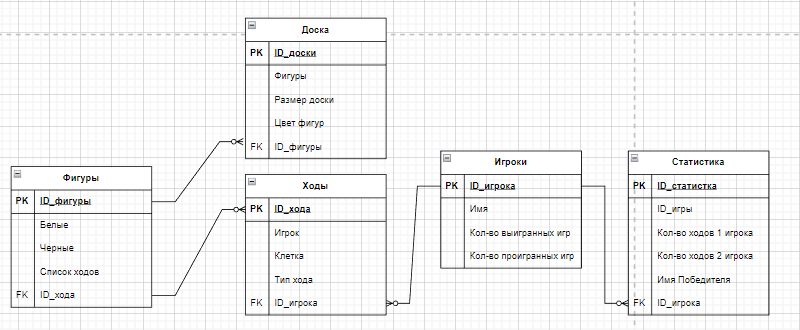 Доска
PK ID_доски
Фигуры
Размер доски
Цвет фигур
FK ID_фигуры
Фигуры
PK ID_фигуры
Белые
Черные
Список ходов
FK ID_хода
Ходы
PK ID_хода
Игрок
Клетка
Тип хода
FK ID_игрока
Игроки
PK ID_игрока
Имя
Кол-во выигранных игр
Кол-во проигранных игр
Статистика
PK ID_статистка
ID_игры
Кол-во ходов 1 игрока
Кол-во ходов 2 игрока
Имя Победителя
FK ID_игрока